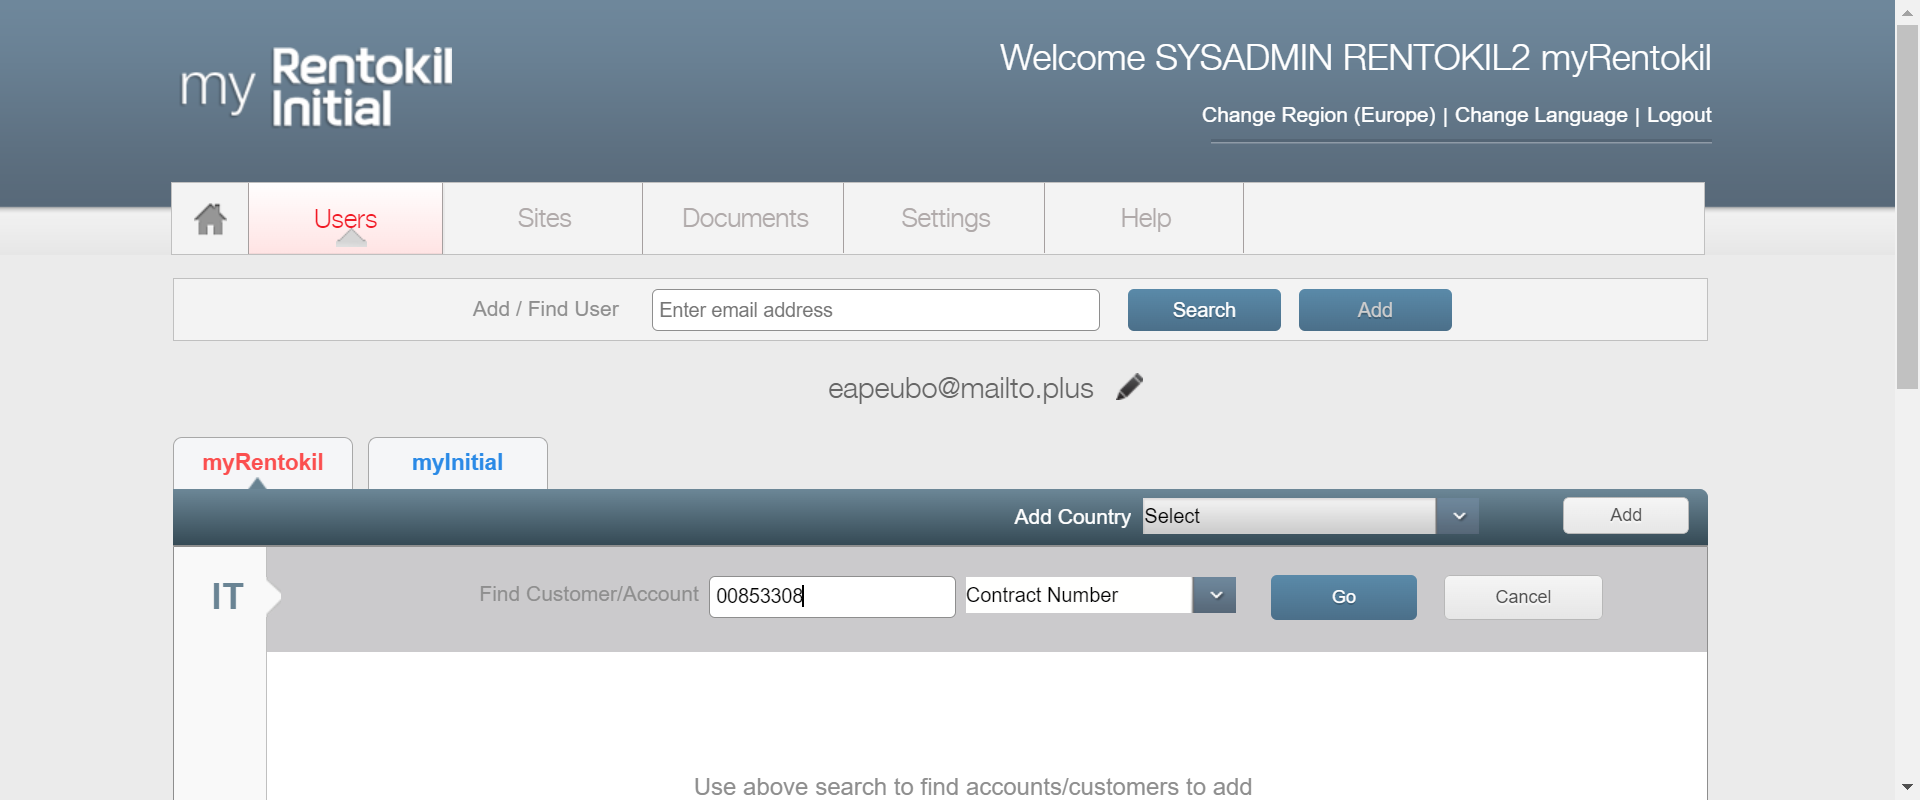 my Rentokil Initial
Welcome SYSADMIN RENTOKIL2 myRentokil
Change Region (Europe) | Change Language | Logout
Users Sites Documents Settings Help
Add / Find User Enter email address Search Add
eapeubo@mailto.plus
myRentokil myInitial
Add Country Select Add
IT Find Customer/Account 00853308 Contract Number Go Cancel
Use above search to find accounts/customers to add